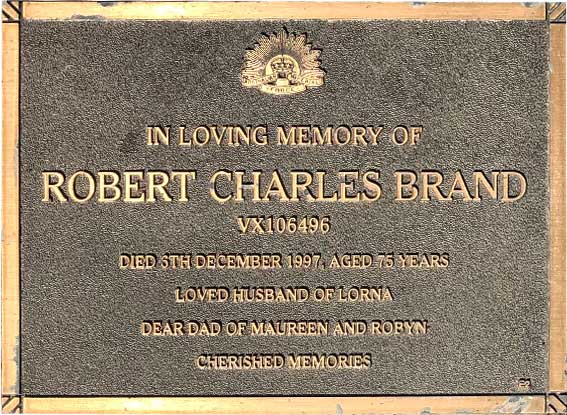 IN LOVING MEMORY OF
ROBERT CHARLES BRAND
VX106496
DIED 5TH DECEMBER 1997, AGED 75 YEARS
LOVED HUSBAND OF LORNA
DEAR DAD OF MAUREEN AND ROBYN
CHERISHED MEMORIES